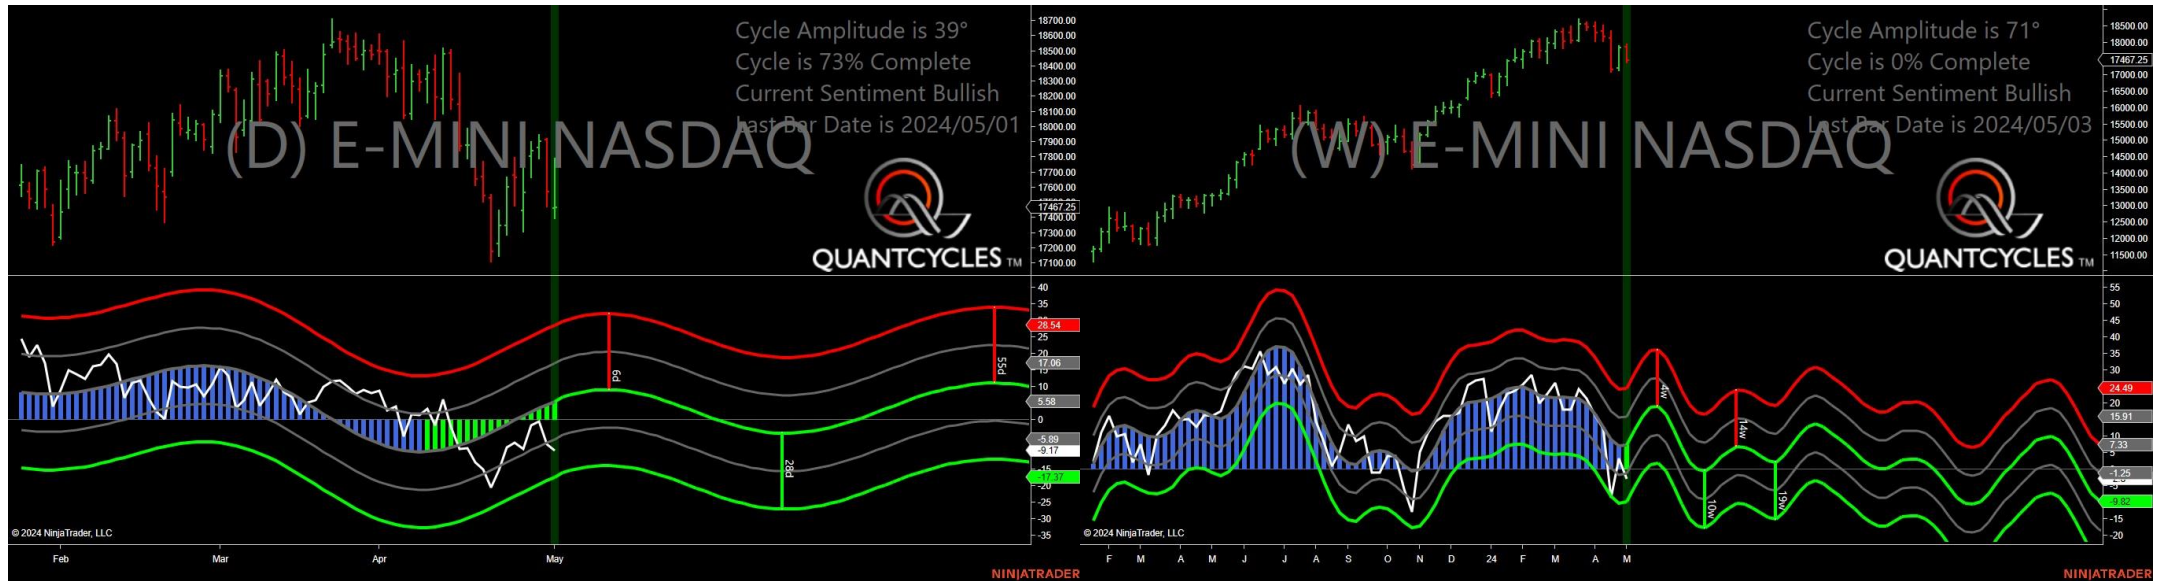 Cycle Amplitude is 39°
Cycle is 73% Complete
Current Sentiment Bullish
Last Bar Date is 2024/05/01
(D) E-MINI NASDAQ
QUANTCYCLES TM
18700.00
18600.00
18500.00
18400.00
18300.00
18200.00
18100.00
18000.00
17900.00
17800.00
17700.00
17600.00
17467.25
17400.00
17300.00
17200.00
17100.00
40
35
28.54
25
20
17.06
10
5.58
0
-5.89
-9.17
-15
-17.37
-20
-25
-30
-35
6d
28d
55d
© 2024 NinjaTrader, LLC
Feb Mar Apr May
NINJATRADER
Cycle Amplitude is 71°
Cycle is 0% Complete
Current Sentiment Bullish
Last Bar Date is 2024/05/03
(W) E-MINI NASDAQ
QUANTCYCLES TM
18500.00
18000.00
17467.25
17000.00
16500.00
16000.00
15500.00
15000.00
14500.00
14000.00
13500.00
13000.00
12500.00
12000.00
11500.00
55
50
45
40
35
30
24.49
20
15.91
10
7.33
5
-1.25
-5
-9.82
-15
-20
4w
10w
14w
19w
© 2024 NinjaTrader, LLC
F M A M J J A S O N D 24 F M A M
NINJATRADER